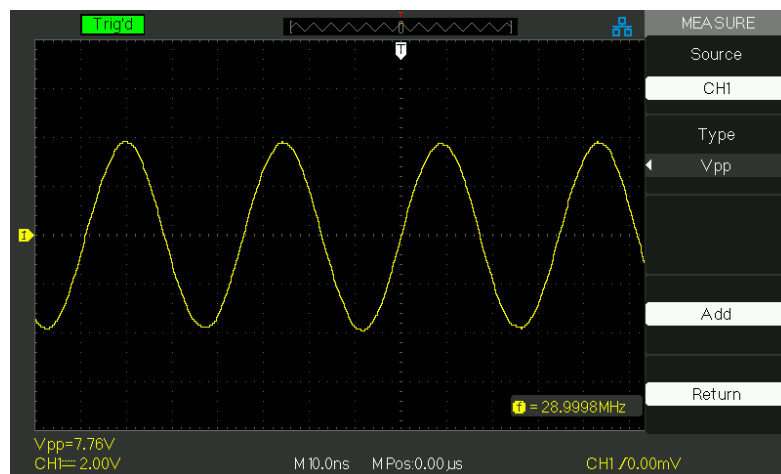 Trig'd
MEASURE
T
Source
CH1
Type
Vpp
1
Add
f = 28.9998MHz
Return
Vpp=7.76V
CH1 2.00V M 10.0ns M Pos:0.00µs CH1 0.00mV